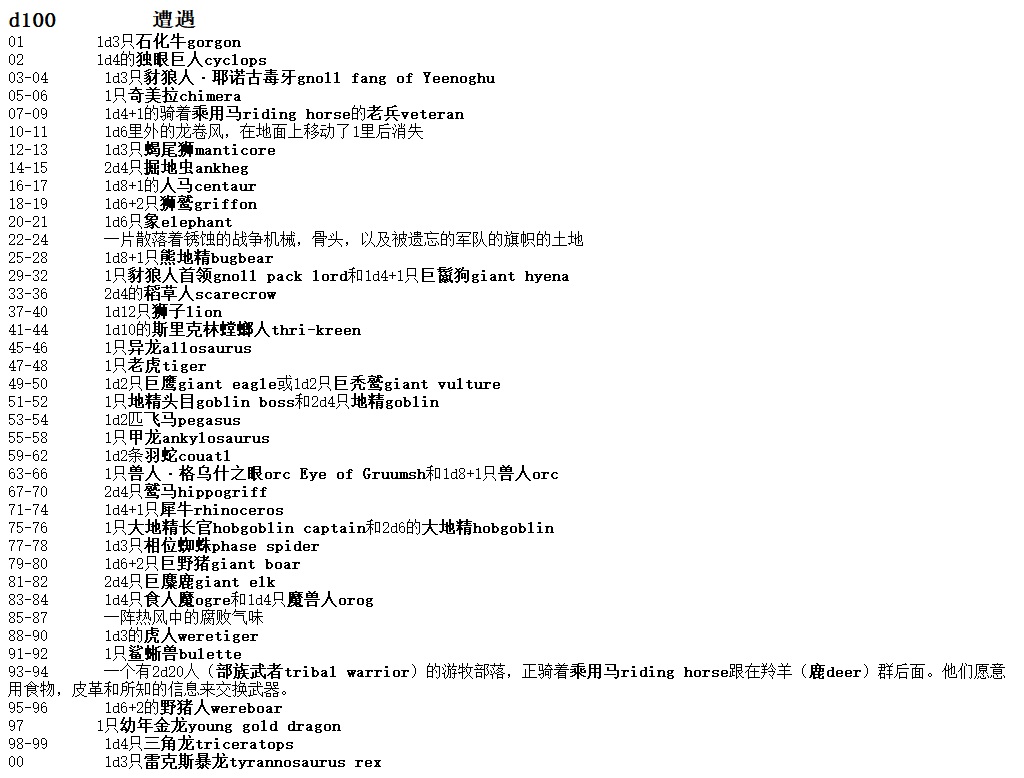 d100 遭遇
01 1d3只石化牛gorgon
02 1d4的独眼巨人cyclops
03-04 1d3只豺狼人·耶诺古毒牙gnoll fang of Yeenoghu
05-06 1只奇美拉chimera
07-09 1d4+1的骑着乘用马riding horse的老兵veteran
10-11 1d6里外的龙卷风，在地面上移动了1里后消失
12-13 1d3只蝎尾狮manticore
14-15 2d4只掘地虫ankheg
16-17 1d8+1的人马centaur
18-19 1d6+2只狮鹫griffon
20-21 1d6只象elephant
22-24 一片散落着锈蚀的战争机械，骨头，以及被遗忘的军队的旗帜的土地
25-28 1d8+1只熊地精bugbear
29-32 1只豺狼人首领gnoll pack lord和1d4+1只巨鬣狗giant hyena
33-36 2d4的稻草人scarecrow
37-40 1d12只狮子lion
41-44 1d10的斯里克林螳螂人thri-kreen
45-46 1只异龙allosaurus
47-48 1只老虎tiger
49-50 1d2只巨鹰giant eagle或1d2只巨秃鹫giant vulture
51-52 1只地精头目goblin boss和2d4只地精goblin
53-54 1d2匹飞马pegasus
55-58 1只甲龙ankylosaurus
59-62 1d2条羽蛇couatl
63-66 1只兽人·格乌什之眼orc Eye of Gruumsh和1d8+1只兽人orc
67-70 2d4只鹫马hippogriff
71-74 1d4+1只犀牛rhinoceros
75-76 1只大地精长官hobgoblin captain和2d6的大地精hobgoblin
77-78 1d3只相位蜘蛛phase spider
79-80 1d6+2只巨野猪giant boar
81-82 2d4只巨麋鹿giant elk
83-84 1d4只食人魔ogre和1d4只魔兽人orog
85-87 一阵热风中的腐败气味
88-90 1d3的虎人weretiger
91-92 1只鲨蜥兽bulette
93-94 一个有2d20人（部族武者tribal warrior）的游牧部落，正骑着乘用马riding horse跟在羚羊（鹿deer）群后面。他们愿意
用食物，皮革和所知的信息来交换武器。
95-96 1d6+2的野猪人wereboar
97 1只幼年金龙young gold dragon
98-99 1d4只三角龙triceratops
00 1d3只雷克斯暴龙tyrannosaurus rex